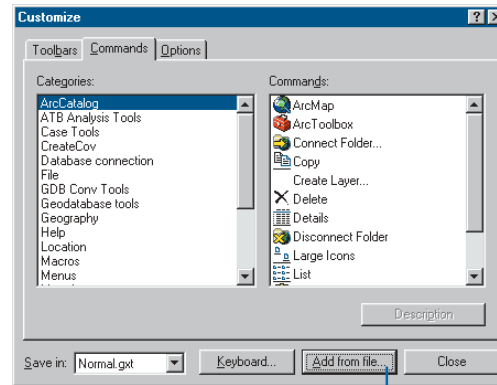 Customize
Toolbars Commands Options
Categories: Commands:
ArcCatalog
ATB Analysis Tools
Case Tools
CreateCov
Database connection
File
GDB Conv Tools
Geodatabase tools
Geography
Help
Location
Macros
Menus
ArcMap
ArcToolbox
Connect Folder...
Copy
Create Layer...
Delete
Details
Disconnect Folder
Large Icons
List
Description
Save in: Normal.gxt Keyboard... Add from file... Close